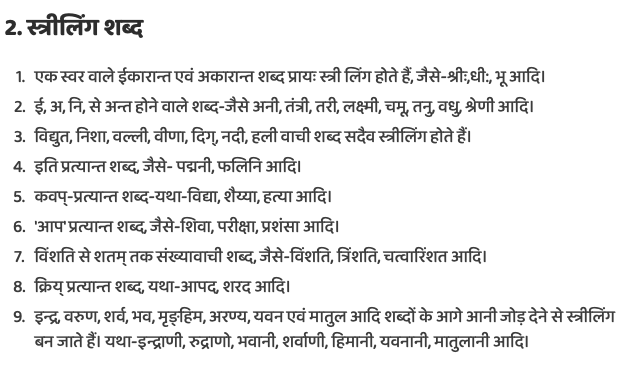 2. स्त्रीलिंग शब्द
1. एक स्वर वाले ईकारान्त एवं अकारान्त शब्द प्रायः स्त्री लिंग होते हैं, जैसे-श्रीः,धीः, भू आदि।
2. ई, अ, नि, से अन्त होने वाले शब्द-जैसे अनी, तंत्री, तरी, लक्ष्मी, चमू, तनु, वधु, श्रेणी आदि।
3. विद्युत, निशा, वल्ली, वीणा, दिग्, नदी, हली वाची शब्द सदैव स्त्रीलिंग होते हैं।
4. इति प्रत्यान्त शब्द, जैसे- पद्मनी, फलिनि आदि।
5. कवप्-प्रत्यान्त शब्द-यथा-विद्या, शैय्या, हत्या आदि।
6. 'आप' प्रत्यान्त शब्द, जैसे-शिवा, परीक्षा, प्रशंसा आदि।
7. विंशति से शतम् तक संख्यावाची शब्द, जैसे-विंशति, त्रिंशति, चत्वारिंशत आदि।
8. क्रिय् प्रत्यान्त शब्द, यथा-आपद, शरद आदि।
9. इन्द्र, वरुण, शर्व, भव, मृड्हिम, अरण्य, यवन एवं मातुल आदि शब्दों के आगे आनी जोड़ देने से स्त्रीलिंग
बन जाते हैं। यथा-इन्द्राणी, रुद्राणो, भवानी, शर्वाणी, हिमानी, यवनानी, मातुलानी आदि।